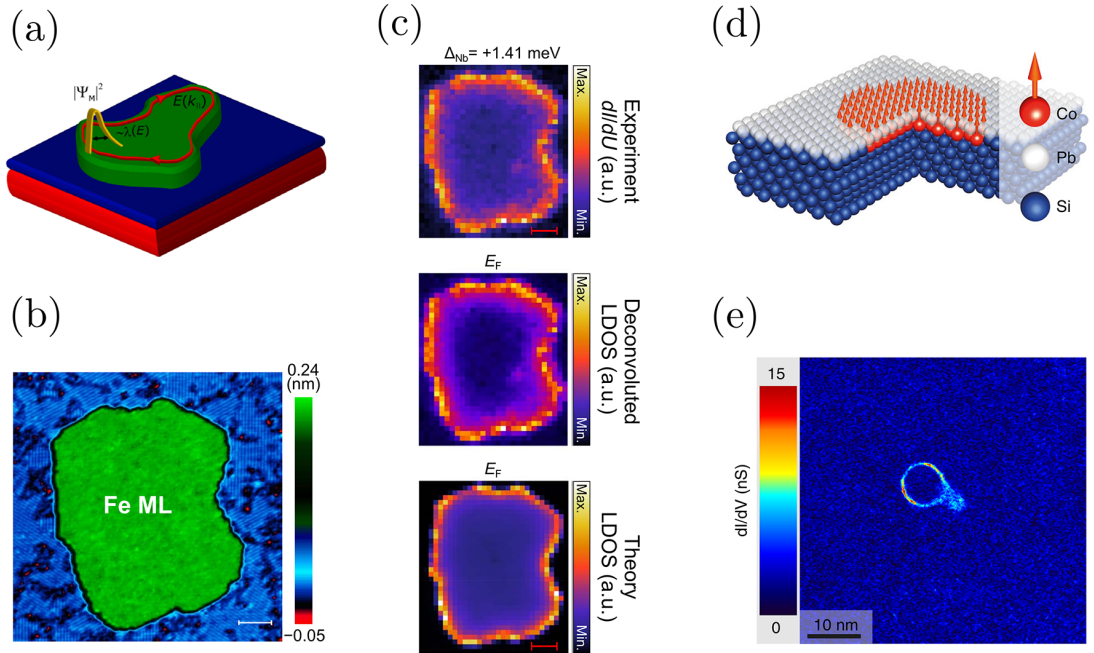 (a)
|Ψ_M|²
E(k_||)
~λ(E)
(b)
0.24
(nm)
Fe ML
−0.05
(c)
Δ_Nb= +1.41 meV
Max.
Min.
Experiment
dI/dU (a.u.)
E_F
Max.
Min.
Deconvoluted
LDOS (a.u.)
E_F
Max.
Min.
Theory
LDOS (a.u.)
(d)
Co
Pb
Si
(e)
15
dI/dV (nS)
0
10 nm